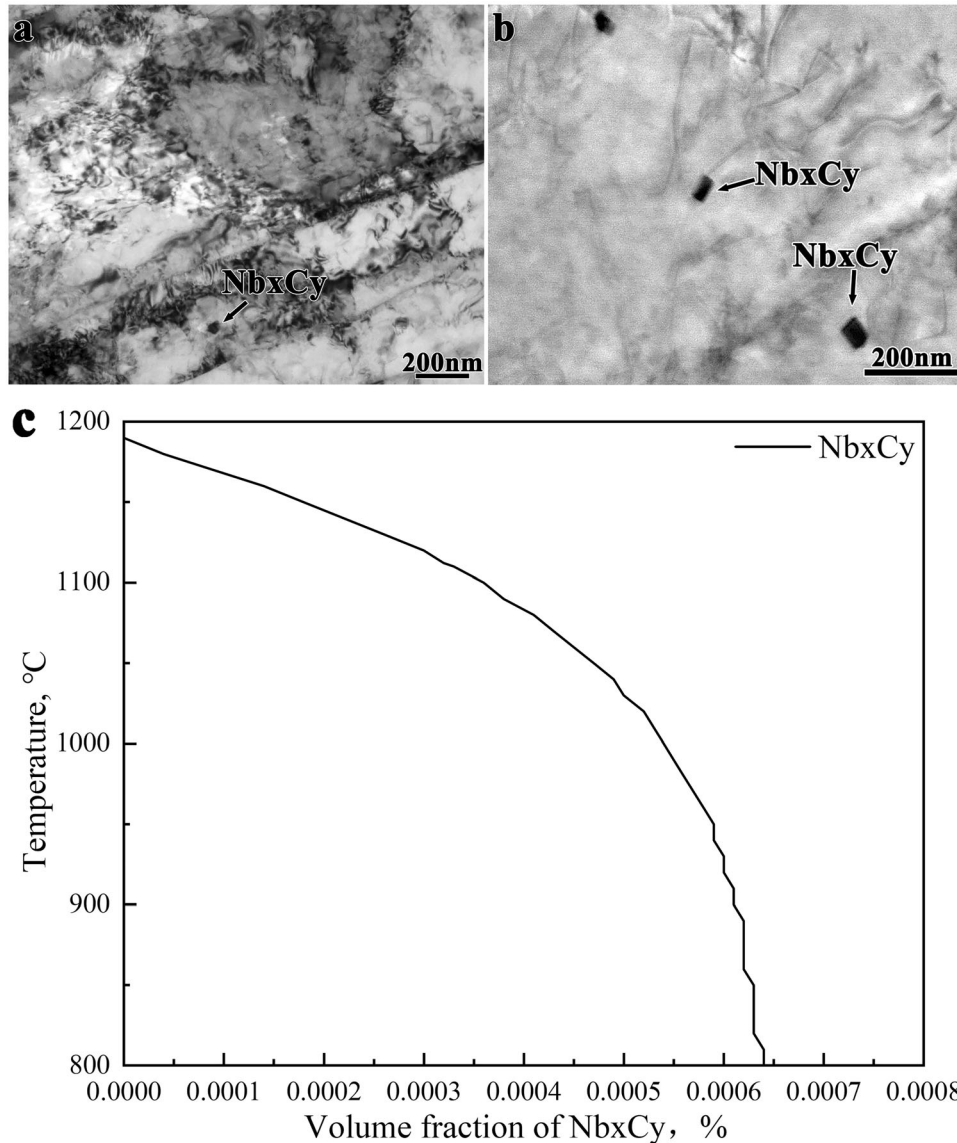 a
NbxCy
200nm
b
NbxCy
NbxCy
200nm
c
NbxCy
1200
1100
1000
900
800
Temperature, °C
0.0000 0.0001 0.0002 0.0003 0.0004 0.0005 0.0006 0.0007 0.0008
Volume fraction of NbxCy, %